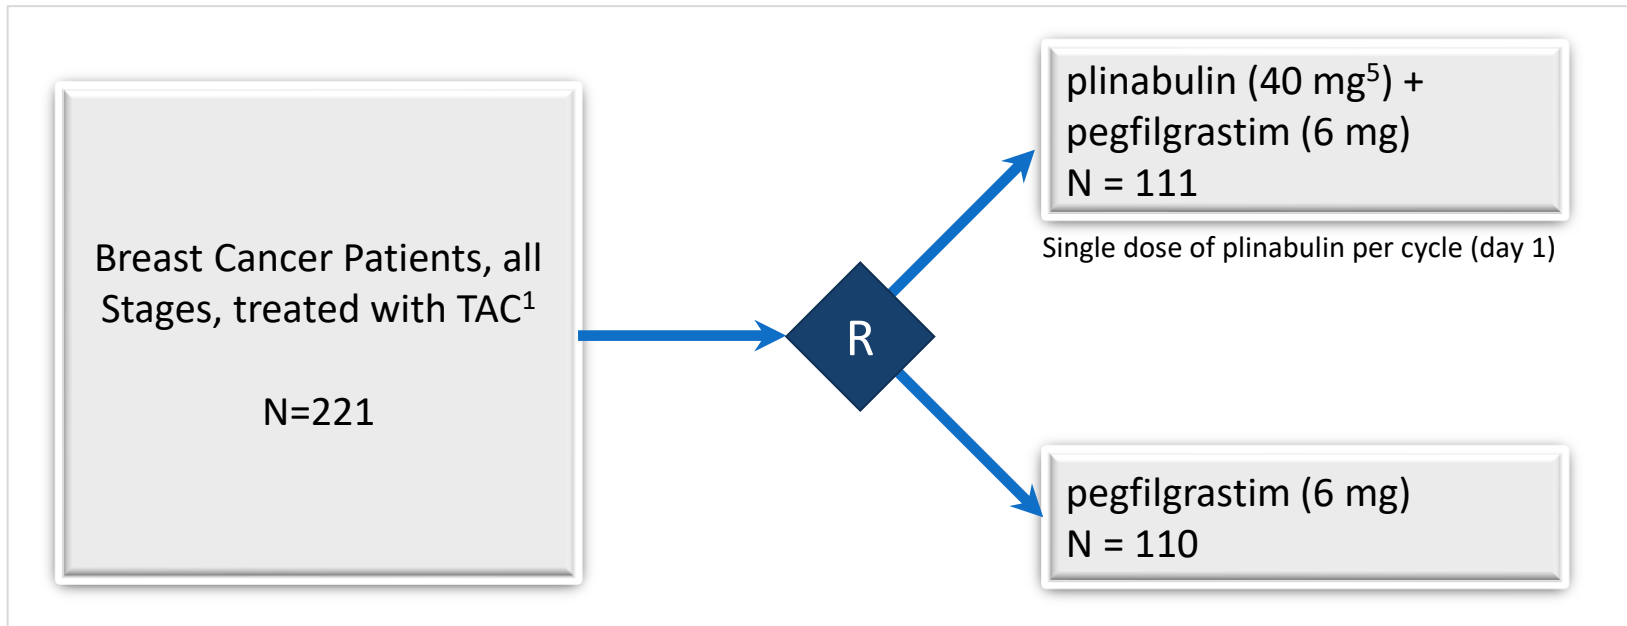 Breast Cancer Patients, all
Stages, treated with TAC¹
N=221
R
plinabulin (40 mg⁵) +
pegfilgrastim (6 mg)
N = 111
Single dose of plinabulin per cycle (day 1)
pegfilgrastim (6 mg)
N = 110